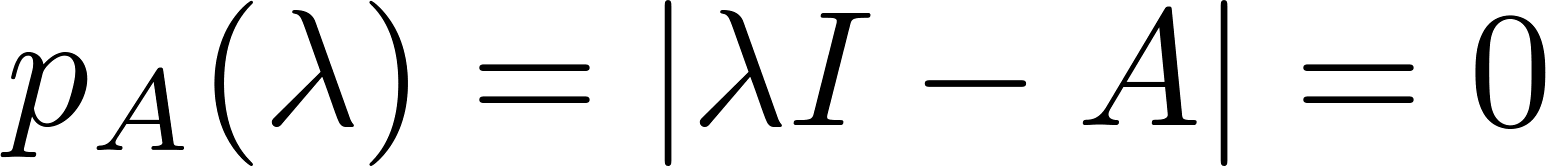 p_A(λ) = |λI − A| = 0